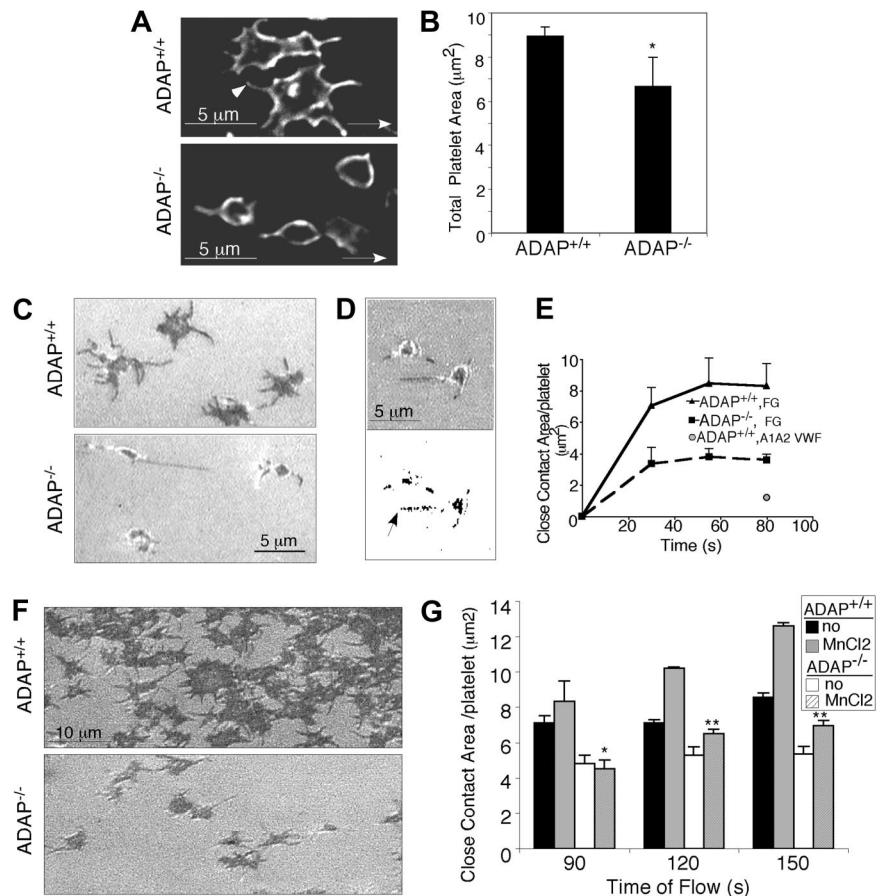 A
ADAP+/+
5 μm
ADAP-/-
5 μm
B
Total Platelet Area (μm2)
10
8
6
4
2
0
*
ADAP+/+
ADAP-/-
C
ADAP+/+
ADAP-/-
5 μm
D
5 μm
E
Close Contact Area/platelet
(μm2)
10
8
6
4
2
0
20
40
60
80
100
Time (s)
ADAP+/+, FG
ADAP-/-, FG
ADAP+/+, A1A2 VWF
F
ADAP+/+
10 μm
ADAP-/-
G
Close Contact Area /platelet (μm2)
14
12
10
8
6
4
2
0
*
**
**
90
120
150
Time of Flow (s)
ADAP+/+
no
MnCl2
ADAP-/-
no
MnCl2